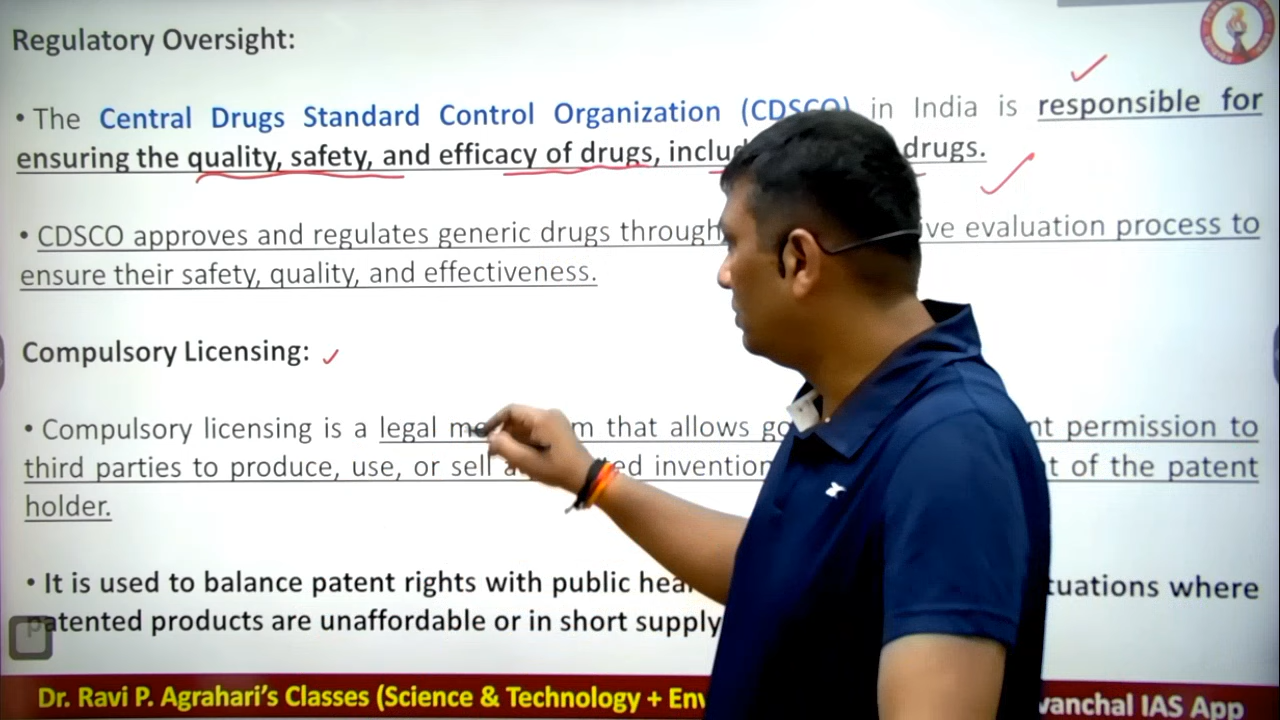 Regulatory Oversight:
• The Central Drugs Standard Control Organization (CDSCO) in India is responsible for
ensuring the quality, safety, and efficacy of drugs, drugs.
• CDSCO approves and regulates generic drugs through evaluation process to
ensure their safety, quality, and effectiveness.
Compulsory Licensing:
• Compulsory licensing is a legal that allows permission to
third parties to produce, use, or sell invention of the patent
holder.
• It is used to balance patent rights with public where
patented products are unaffordable or in short supply
Dr. Ravi P. Agrahari's Classes (Science & Technology + IAS App